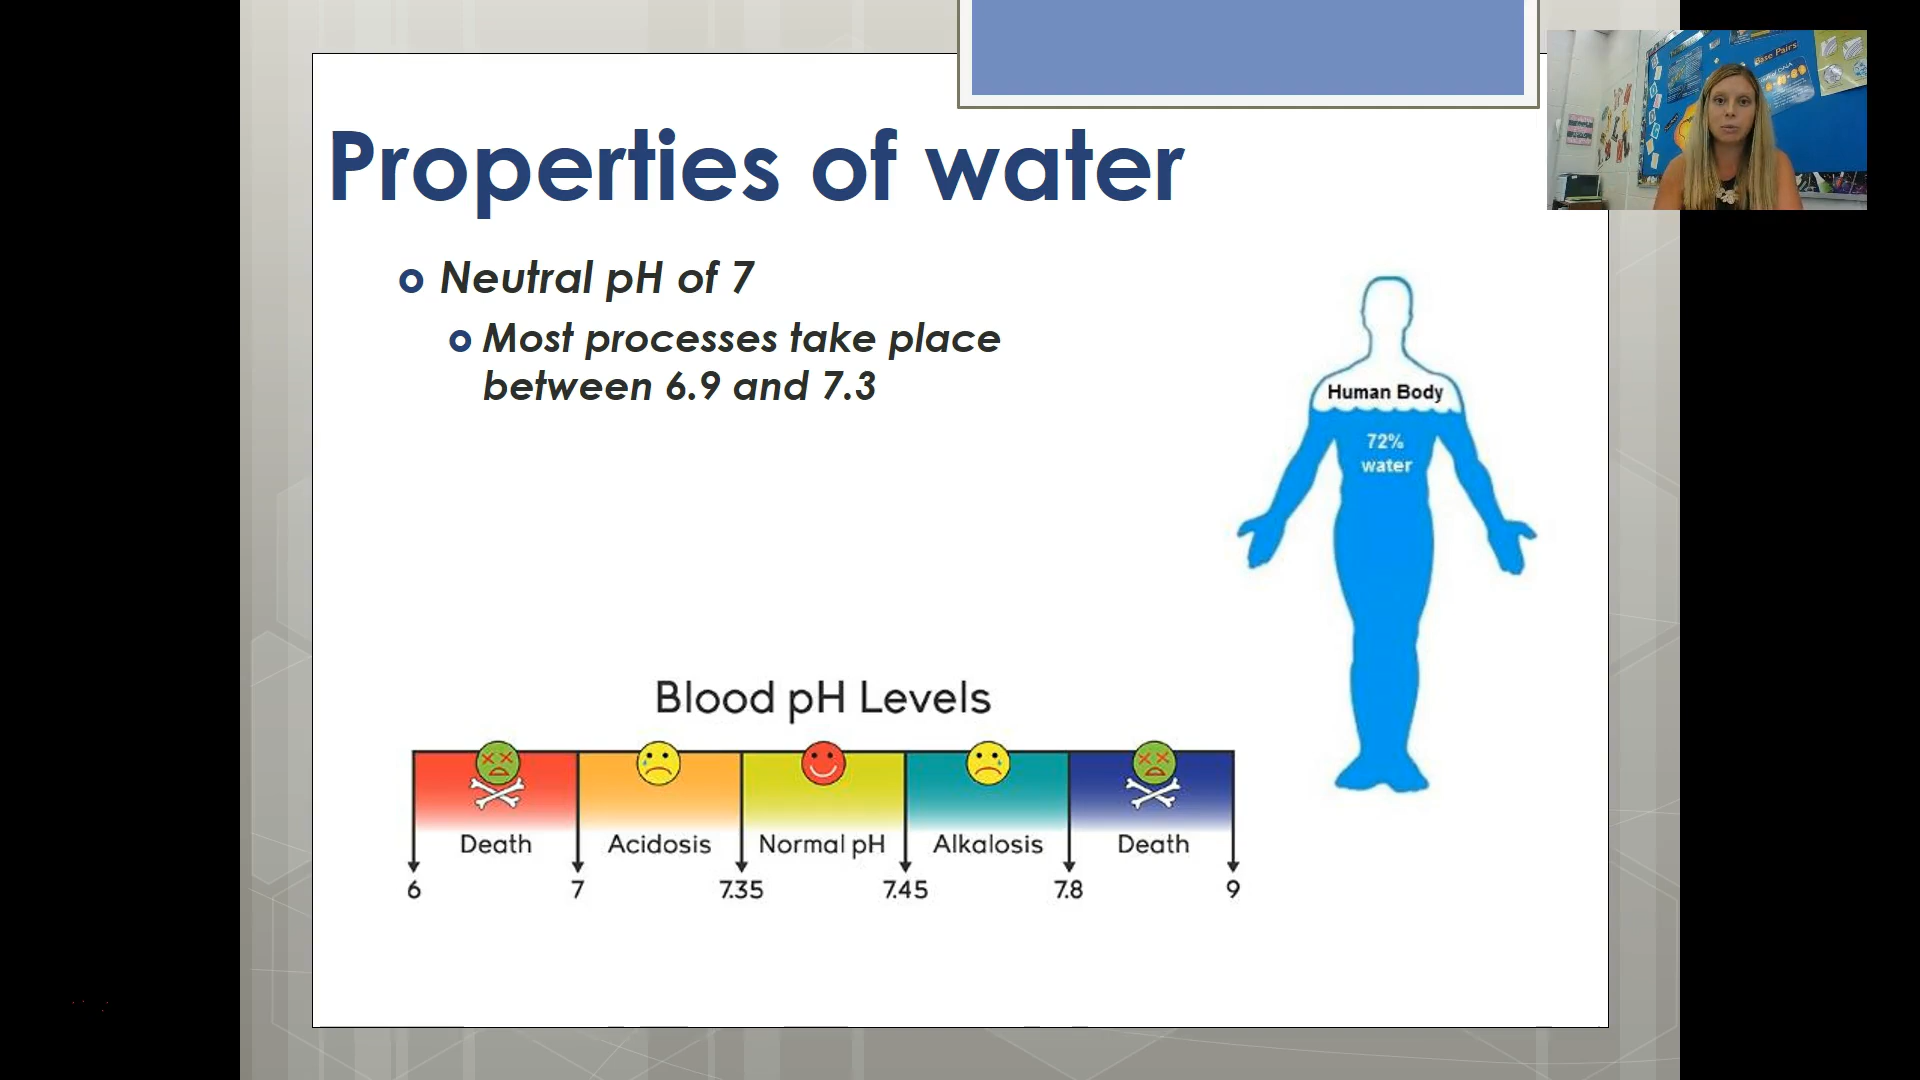 Properties of water
Neutral pH of 7
Most processes take place
between 6.9 and 7.3
Human Body
72%
water
Blood pH Levels
Death Acidosis Normal pH Alkalosis Death
6 7 7.35 7.45 7.8 9
Base Pairs